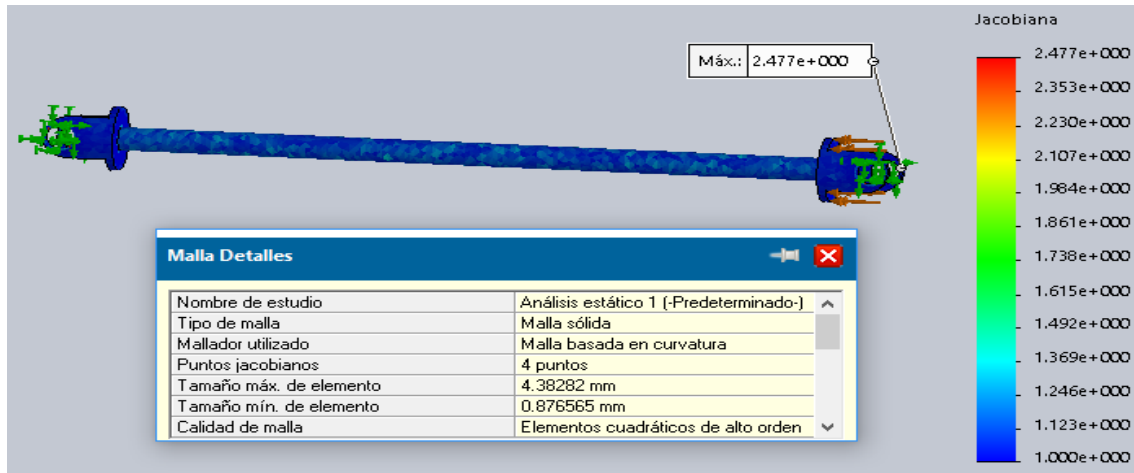 Jacobiana
Máx.: 2.477e+000
2.477e+000
2.353e+000
2.230e+000
2.107e+000
1.984e+000
1.861e+000
1.738e+000
1.615e+000
1.492e+000
1.369e+000
1.246e+000
1.123e+000
1.000e+000
Malla Detalles
Nombre de estudio Análisis estático 1 (-Predeterminado-)
Tipo de malla Malla sólida
Mallador utilizado Malla basada en curvatura
Puntos jacobianos 4 puntos
Tamaño máx. de elemento 4.38282 mm
Tamaño mín. de elemento 0.876565 mm
Calidad de malla Elementos cuadráticos de alto orden